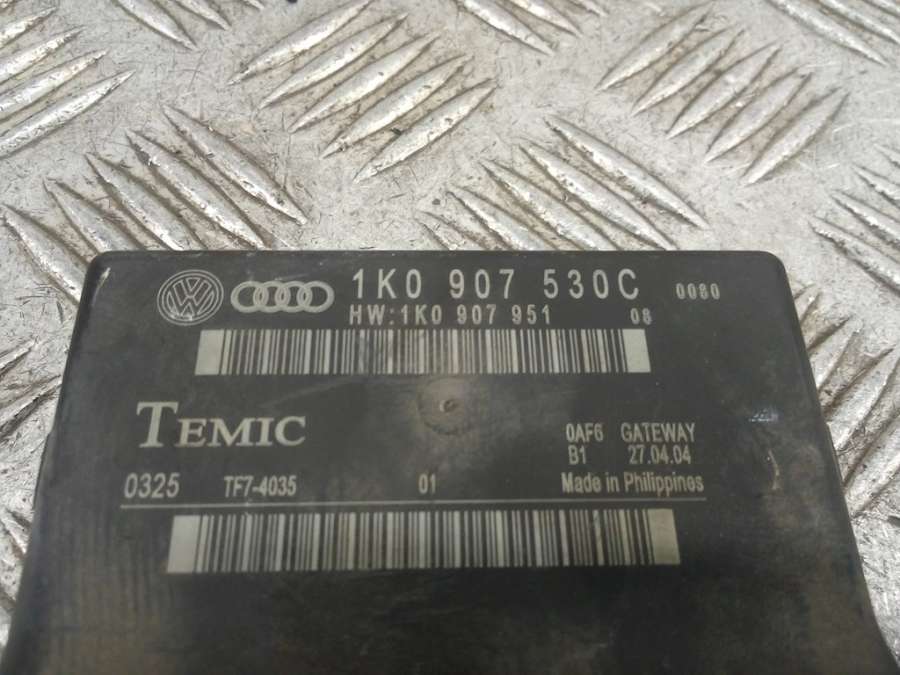 1K0 907 530C 0080
HW:1K0 907 951 08
TEMIC
0AF6 GATEWAY
B1 27.04.04
0325 TF7-4035 01 Made in Philippines